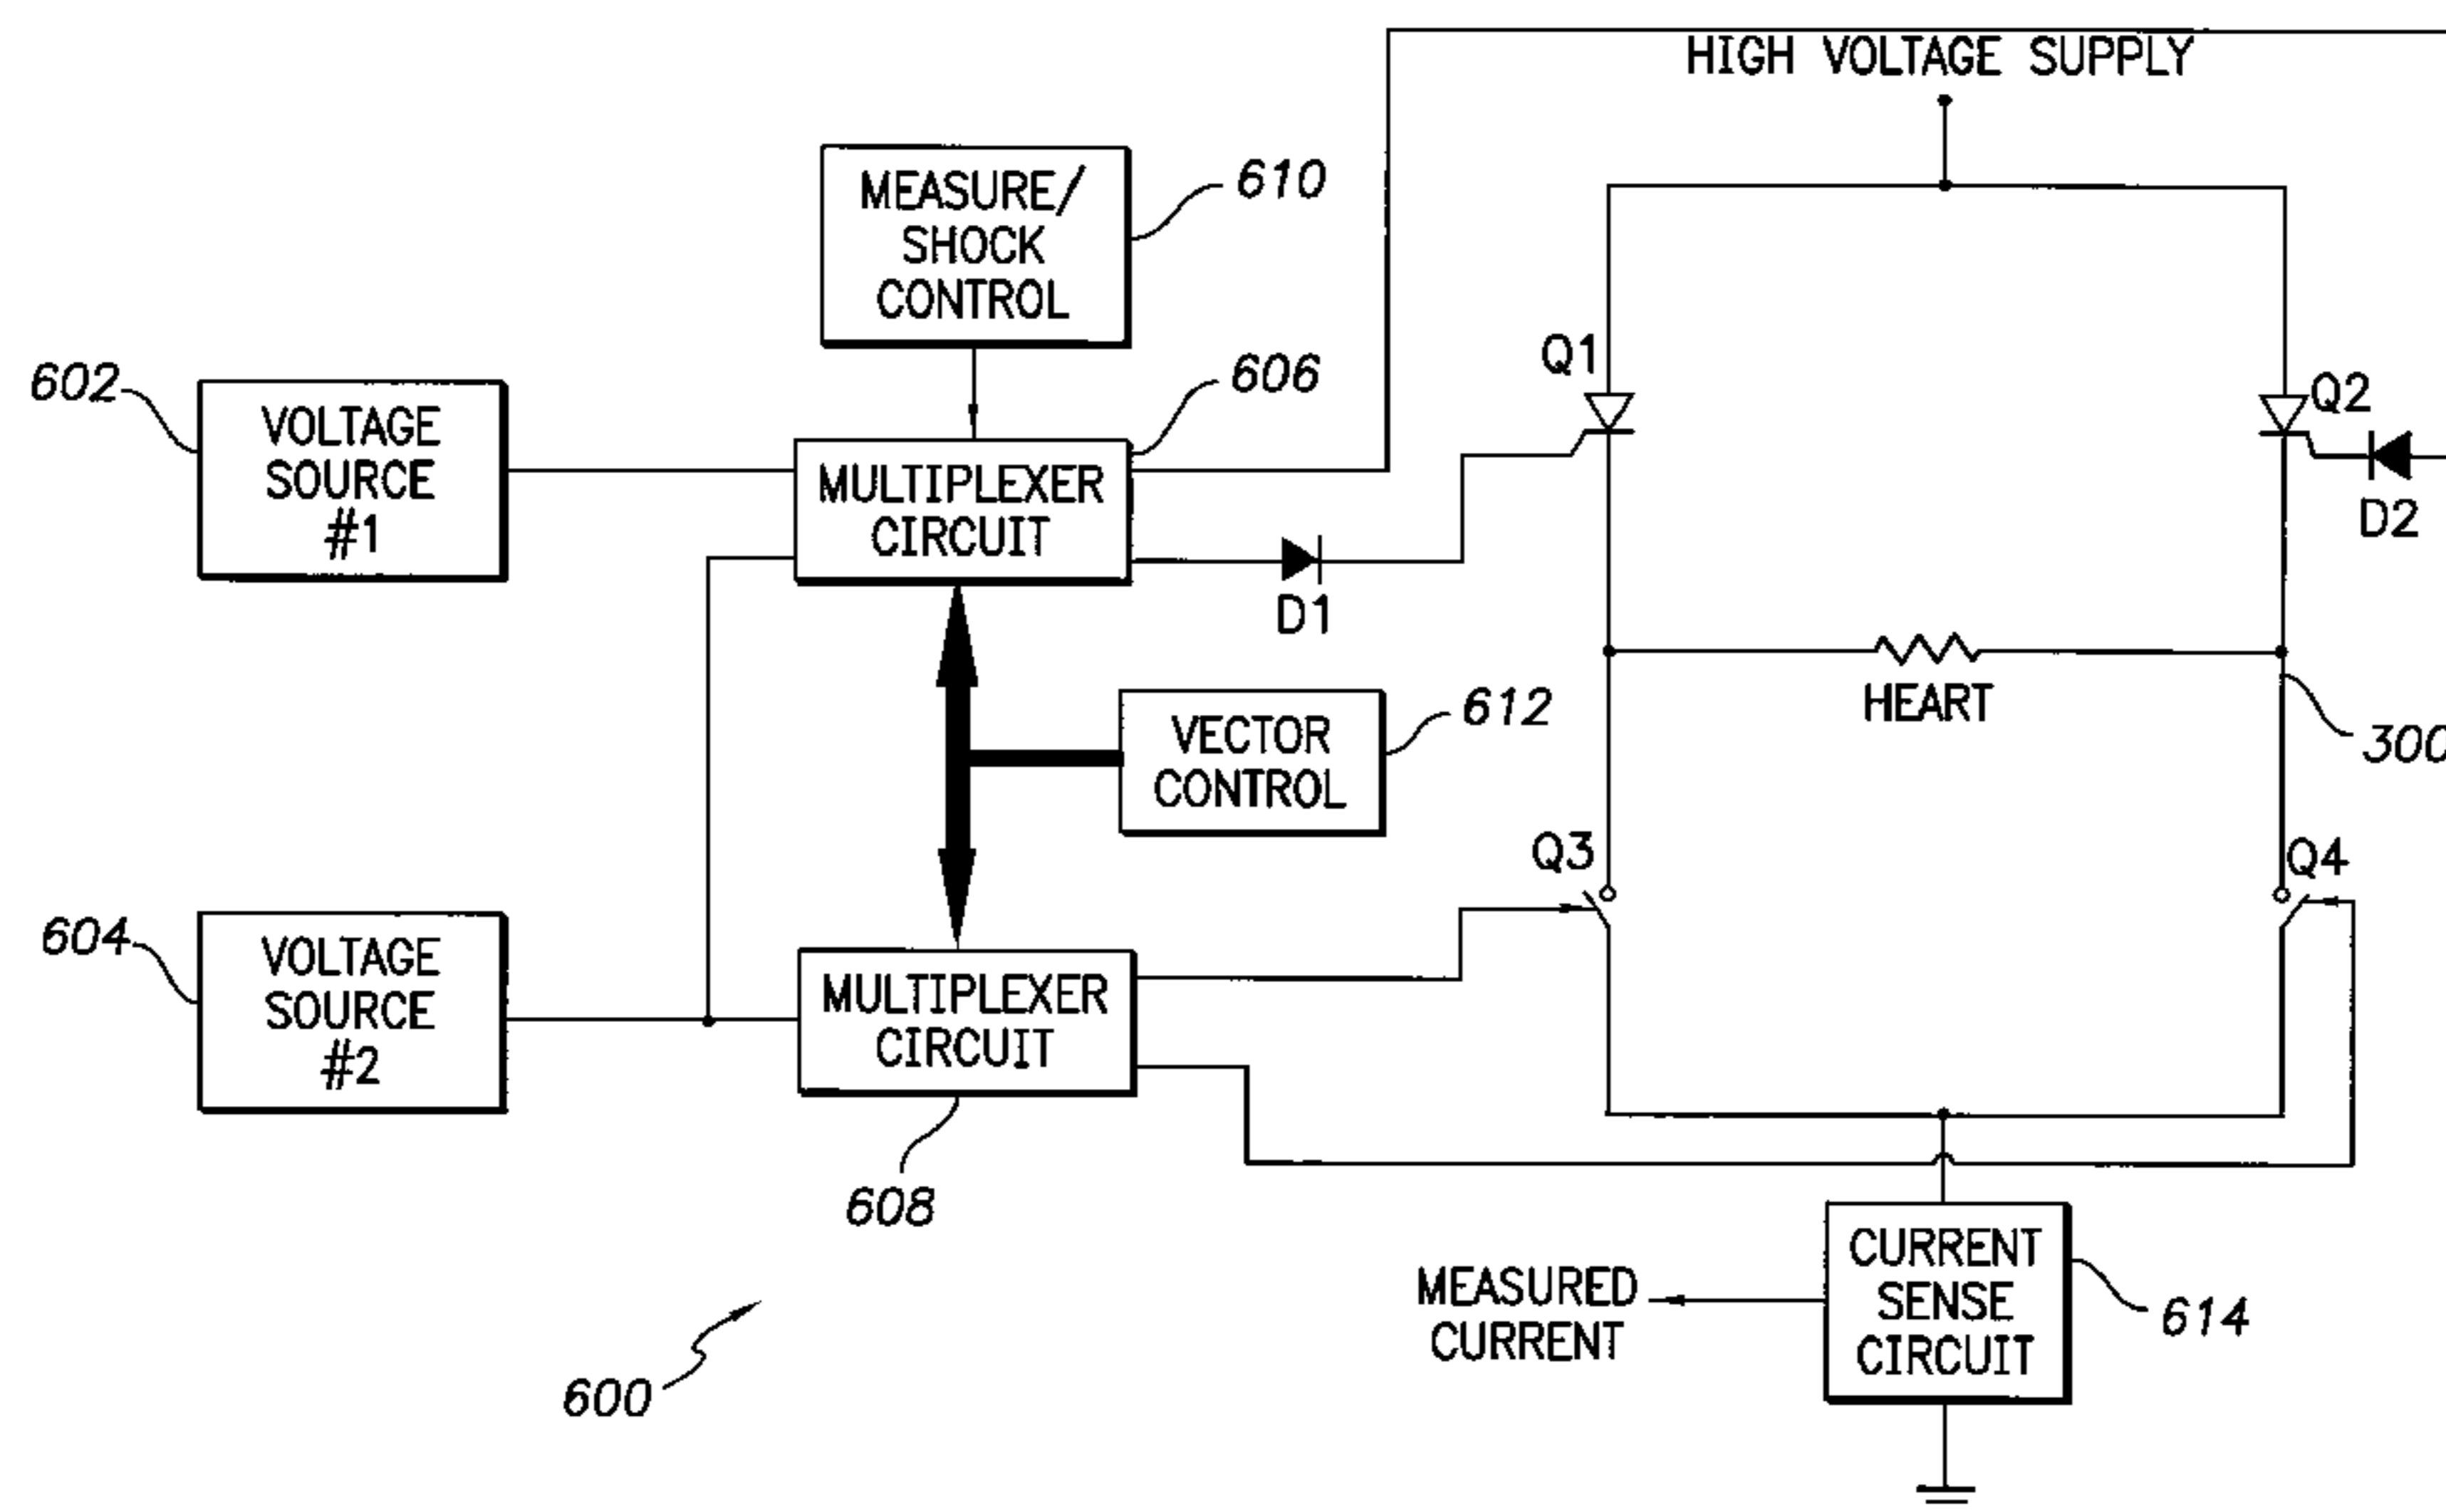 HIGH VOLTAGE SUPPLY
MEASURE/
SHOCK
CONTROL
610
Q1
602
606
Q2
VOLTAGE
SOURCE
#1
MULTIPLEXER
CIRCUIT
D2
D1
HEART
VECTOR
CONTROL
612
300
Q3
Q4
604
VOLTAGE
SOURCE
#2
MULTIPLEXER
CIRCUIT
608
CURRENT
SENSE
CIRCUIT
MEASURED
CURRENT
614
600